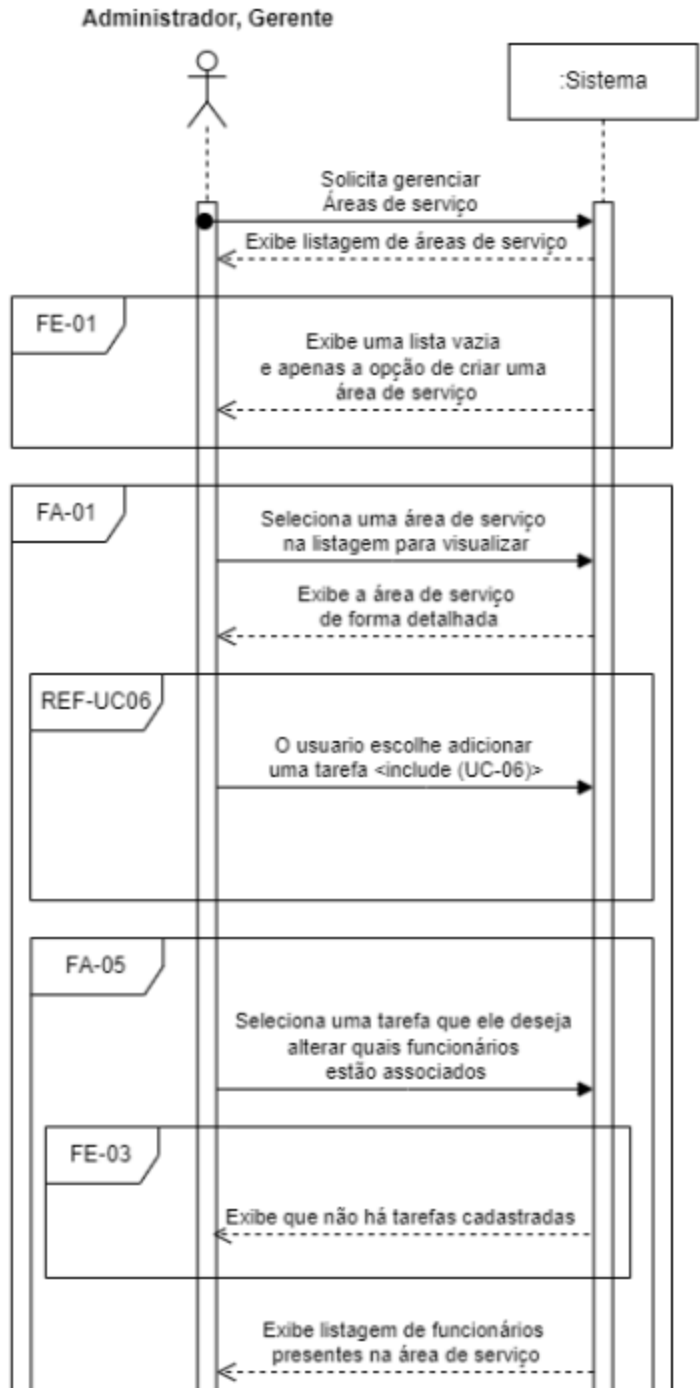 Administrador, Gerente
:Sistema
Solicita gerenciar
Áreas de serviço
Exibe listagem de áreas de serviço
FE-01
Exibe uma lista vazia
e apenas a opção de criar uma
área de serviço
FA-01
Seleciona uma área de serviço
na listagem para visualizar
Exibe a área de serviço
de forma detalhada
REF-UC06
O usuario escolhe adicionar
uma tarefa <include (UC-06)>
FA-05
Seleciona uma tarefa que ele deseja
alterar quais funcionários
estão associados
FE-03
Exibe que não há tarefas cadastradas
Exibe listagem de funcionários
presentes na área de serviço